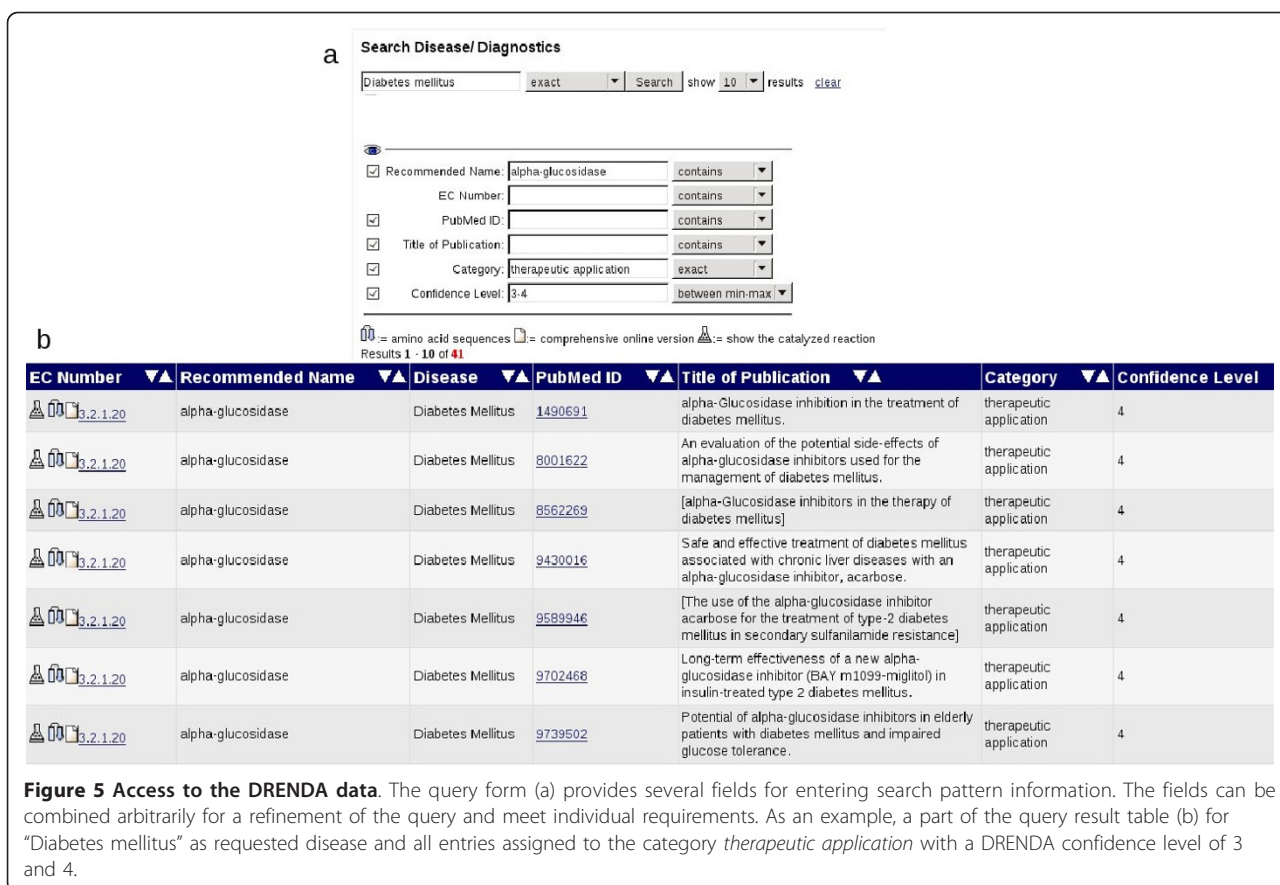 a
Search Disease/ Diagnostics
Diabetes mellitus exact Search show 10 results clear
Recommended Name: alpha-glucosidase contains
EC Number: contains
PubMed ID: contains
Title of Publication: contains
Category: therapeutic application exact
Confidence Level: 3-4 between min-max
:= amino acid sequences := comprehensive online version := show the catalyzed reaction
Results 1 - 10 of 41
b
EC Number Recommended Name Disease PubMed ID Title of Publication Category Confidence Level
3.2.1.20 alpha-glucosidase Diabetes Mellitus 1490691 alpha-Glucosidase inhibition in the treatment of
diabetes mellitus.
therapeutic
application
4
3.2.1.20 alpha-glucosidase Diabetes Mellitus 8001622 An evaluation of the potential side-effects of
alpha-glucosidase inhibitors used for the
management of diabetes mellitus.
therapeutic
application
4
3.2.1.20 alpha-glucosidase Diabetes Mellitus 8562269 [alpha-Glucosidase inhibitors in the therapy of
diabetes mellitus]
therapeutic
application
4
3.2.1.20 alpha-glucosidase Diabetes Mellitus 9430016 Safe and effective treatment of diabetes mellitus
associated with chronic liver diseases with an
alpha-glucosidase inhibitor, acarbose.
therapeutic
application
4
3.2.1.20 alpha-glucosidase Diabetes Mellitus 9589946 [The use of the alpha-glucosidase inhibitor
acarbose for the treatment of type-2 diabetes
mellitus in secondary sulfanilamide resistance]
therapeutic
application
4
3.2.1.20 alpha-glucosidase Diabetes Mellitus 9702468 Long-term effectiveness of a new alpha-
glucosidase inhibitor (BAY m1099-miglitol) in
insulin-treated type 2 diabetes mellitus.
therapeutic
application
4
3.2.1.20 alpha-glucosidase Diabetes Mellitus 9739502 Potential of alpha-glucosidase inhibitors in elderly
patients with diabetes mellitus and impaired
glucose tolerance.
therapeutic
application
4
Figure 5 Access to the DRENDA data. The query form (a) provides several fields for entering search pattern information. The fields can be
combined arbitrarily for a refinement of the query and meet individual requirements. As an example, a part of the query result table (b) for
“Diabetes mellitus” as requested disease and all entries assigned to the category therapeutic application with a DRENDA confidence level of 3
and 4.